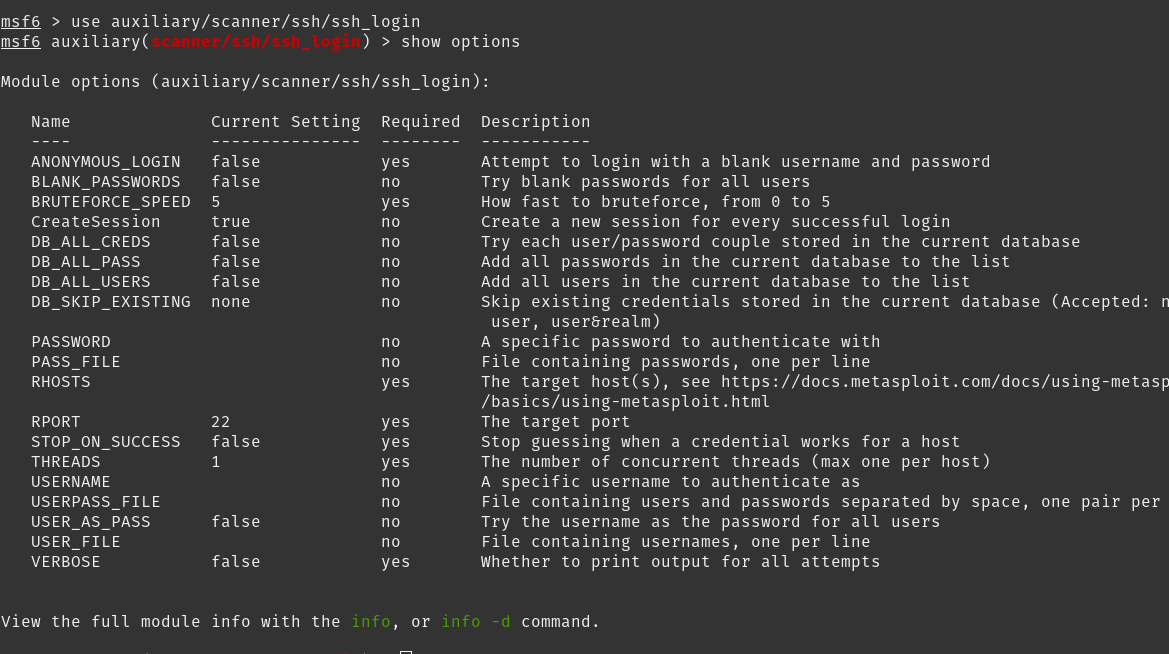 msf6 > use auxiliary/scanner/ssh/ssh_login
msf6 auxiliary(scanner/ssh/ssh_login) > show options
Module options (auxiliary/scanner/ssh/ssh_login):
Name Current Setting Required Description
---- --------------- -------- -----------
ANONYMOUS_LOGIN false yes Attempt to login with a blank username and password
BLANK_PASSWORDS false no Try blank passwords for all users
BRUTEFORCE_SPEED 5 yes How fast to bruteforce, from 0 to 5
CreateSession true no Create a new session for every successful login
DB_ALL_CREDS false no Try each user/password couple stored in the current database
DB_ALL_PASS false no Add all passwords in the current database to the list
DB_ALL_USERS false no Add all users in the current database to the list
DB_SKIP_EXISTING none no Skip existing credentials stored in the current database (Accepted: n
user, user&realm)
PASSWORD no A specific password to authenticate with
PASS_FILE no File containing passwords, one per line
RHOSTS yes The target host(s), see https://docs.metasploit.com/docs/using-metasp
/basics/using-metasploit.html
RPORT 22 yes The target port
STOP_ON_SUCCESS false yes Stop guessing when a credential works for a host
THREADS 1 yes The number of concurrent threads (max one per host)
USERNAME no A specific username to authenticate as
USERPASS_FILE no File containing users and passwords separated by space, one pair per
USER_AS_PASS false no Try the username as the password for all users
USER_FILE no File containing usernames, one per line
VERBOSE false yes Whether to print output for all attempts
View the full module info with the info, or info -d command.